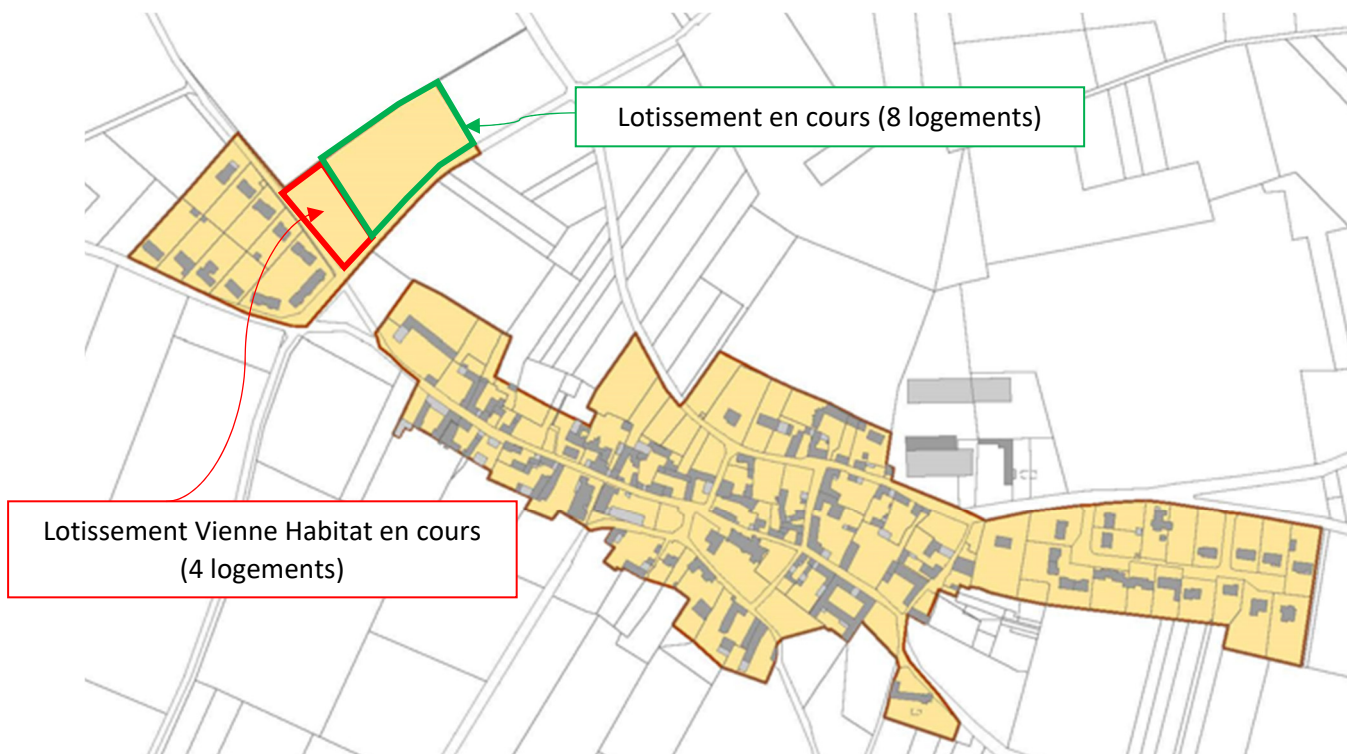 Lotissement en cours (8 logements)
Lotissement Vienne Habitat en cours
(4 logements)